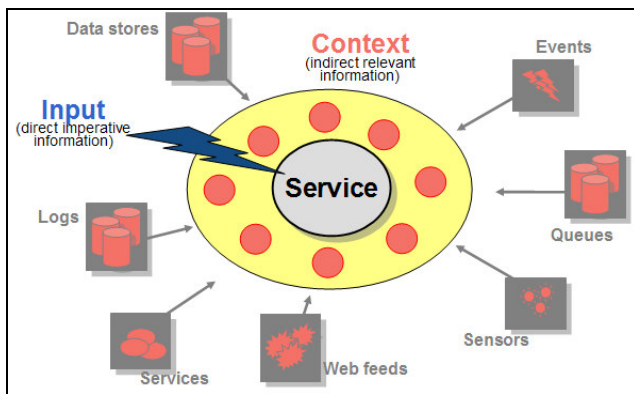 Data stores
Context
(indirect relevant
information)
Events
Input
(direct imperative
information)
Service
Logs
Queues
Sensors
Services
Web feeds